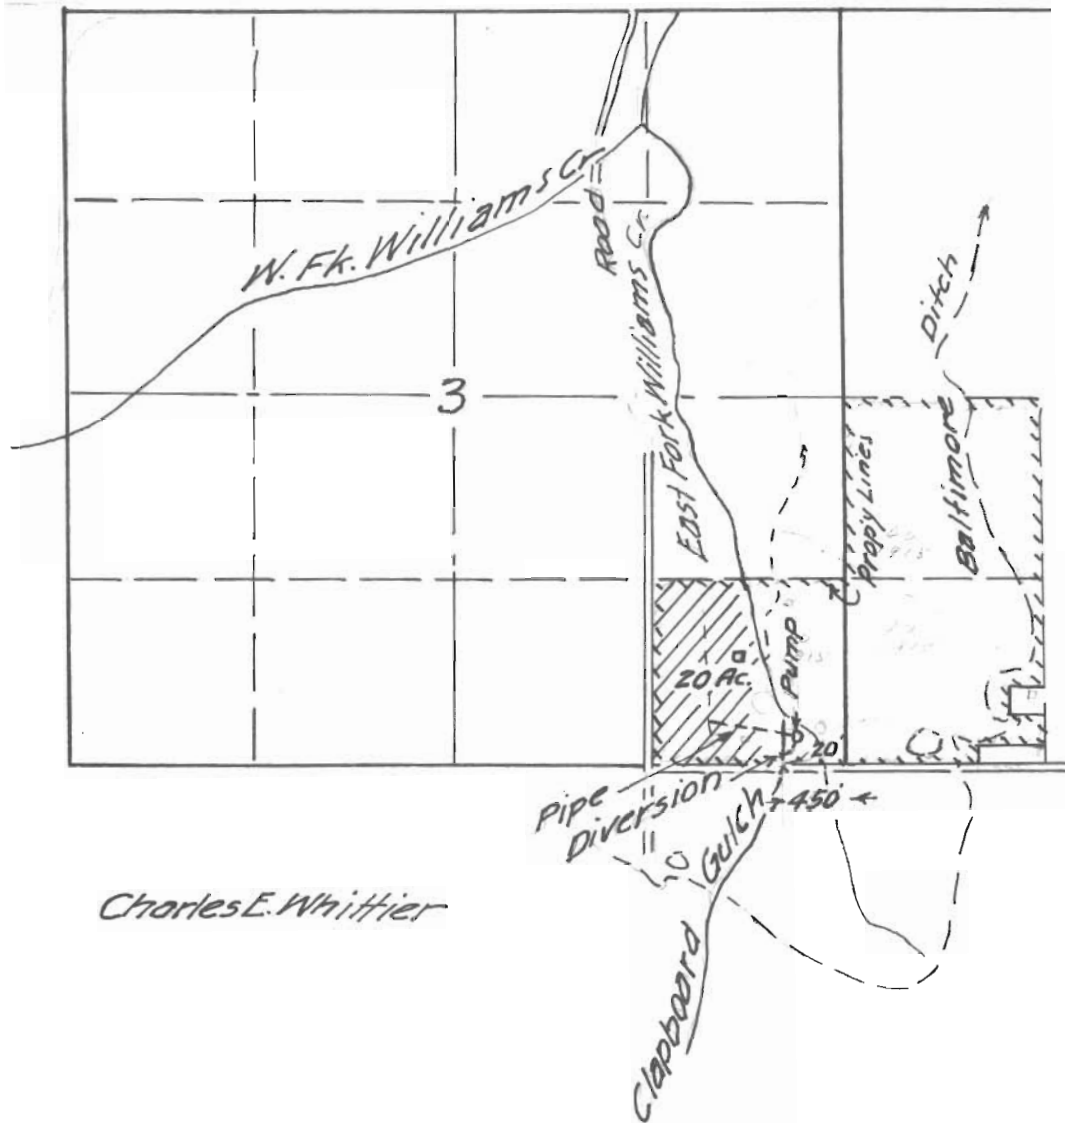 W. Fk. Williams Cr.
Road
East Fork Williams Cr.
3
Ditch
Baltimore
Prop'y Lines
Pump
20 Ac.
20'
Pipe
Diversion
450'
Clapboard Gulch
Charles E. Whittier